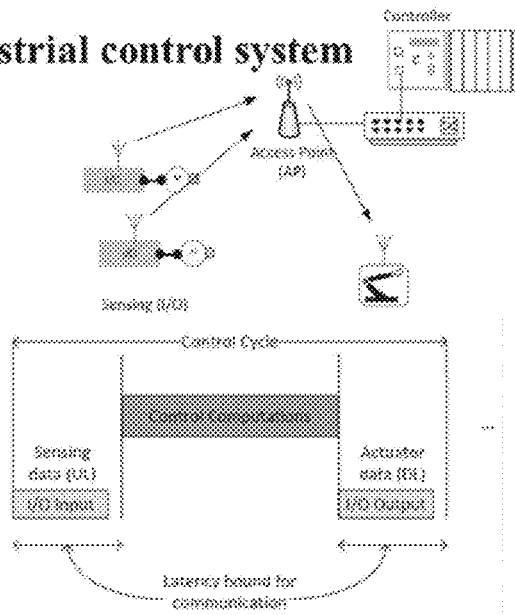 Controller
strial control system
Access Point
(AP)
Sensing (I/O)
Control Cycle
Control Computations
Sensing
data (UL)
I/O Input
Actuator
data (DL)
I/O Output
...
Latency bound for
communication